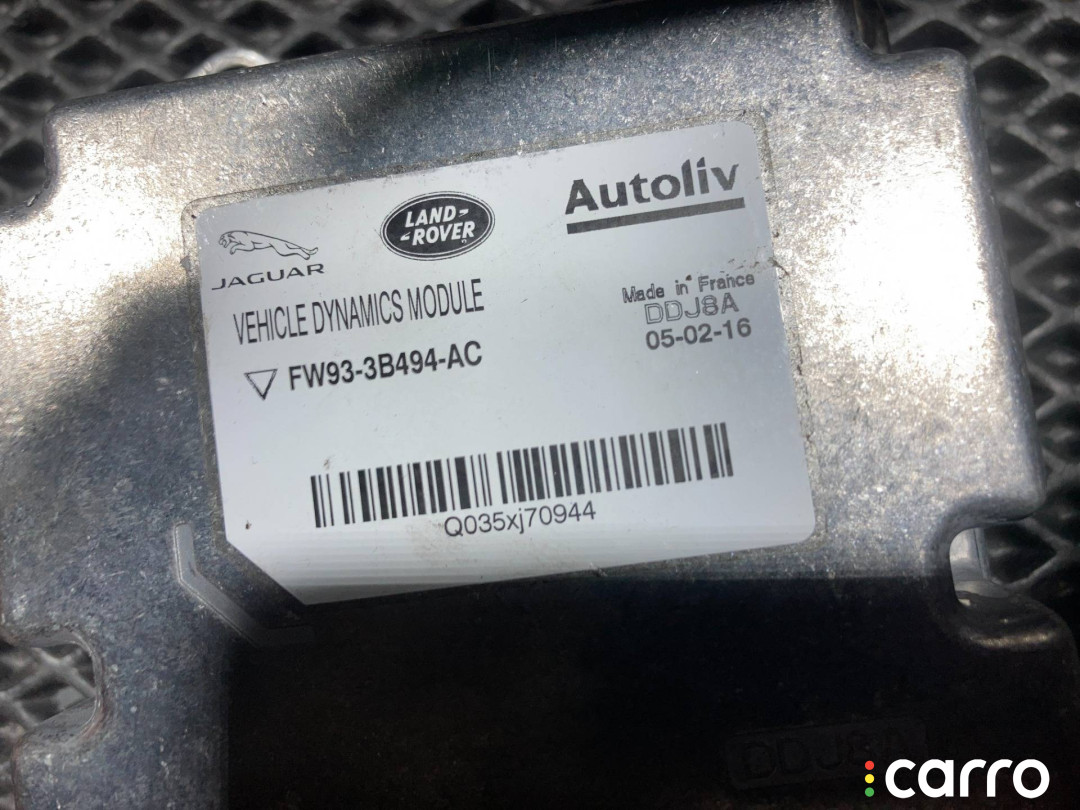 JAGUAR
LAND-
-ROVER
Autoliv
VEHICLE DYNAMICS MODULE
Made in France
DDJ8A
05-02-16
FW93-3B494-AC
Q035xj70944
DDJ8A
carro